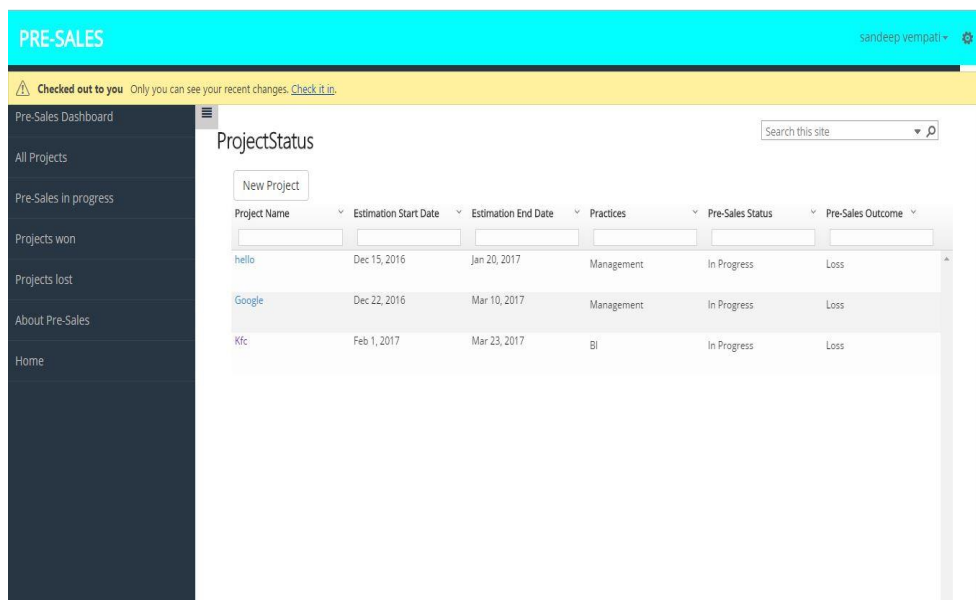 PRE-SALES
sandeep vempati
Checked out to you Only you can see your recent changes. Check it in.
Pre-Sales Dashboard
All Projects
Pre-Sales in progress
Projects won
Projects lost
About Pre-Sales
Home
ProjectStatus
Search this site
New Project
Project Name Estimation Start Date Estimation End Date Practices Pre-Sales Status Pre-Sales Outcome
hello Dec 15, 2016 Jan 20, 2017 Management In Progress Loss
Google Dec 22, 2016 Mar 10, 2017 Management In Progress Loss
Kfc Feb 1, 2017 Mar 23, 2017 BI In Progress Loss